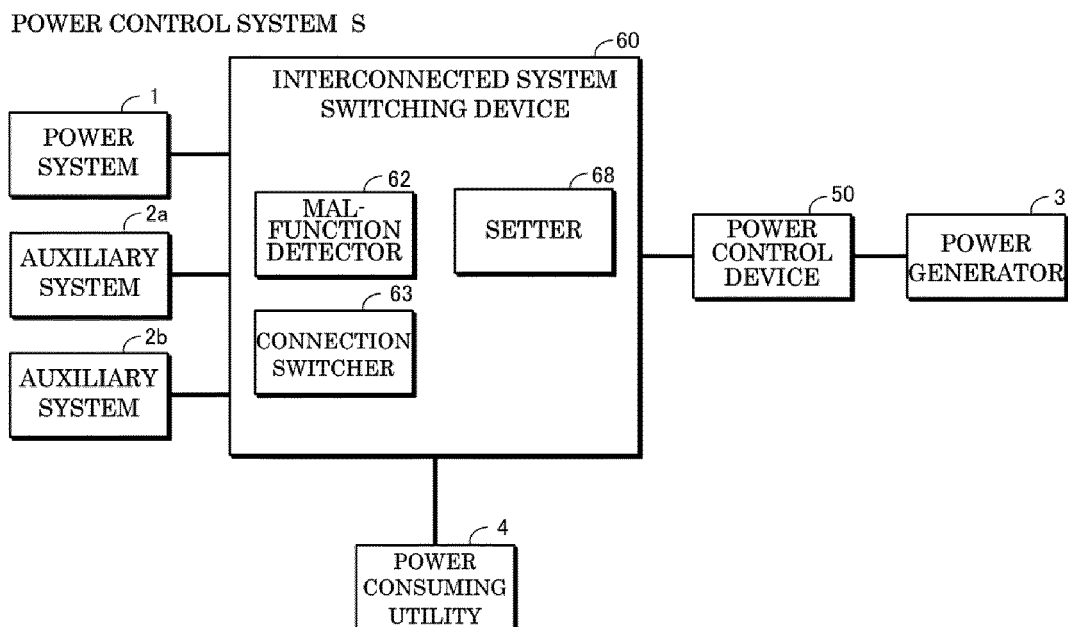 POWER CONTROL SYSTEM S
60
INTERCONNECTED SYSTEM
SWITCHING DEVICE
1
POWER
SYSTEM
2a
AUXILIARY
SYSTEM
2b
AUXILIARY
SYSTEM
62
MAL-
FUNCTION
DETECTOR
68
SETTER
63
CONNECTION
SWITCHER
50
POWER
CONTROL
DEVICE
3
POWER
GENERATOR
4
POWER
CONSUMING
UTILITY